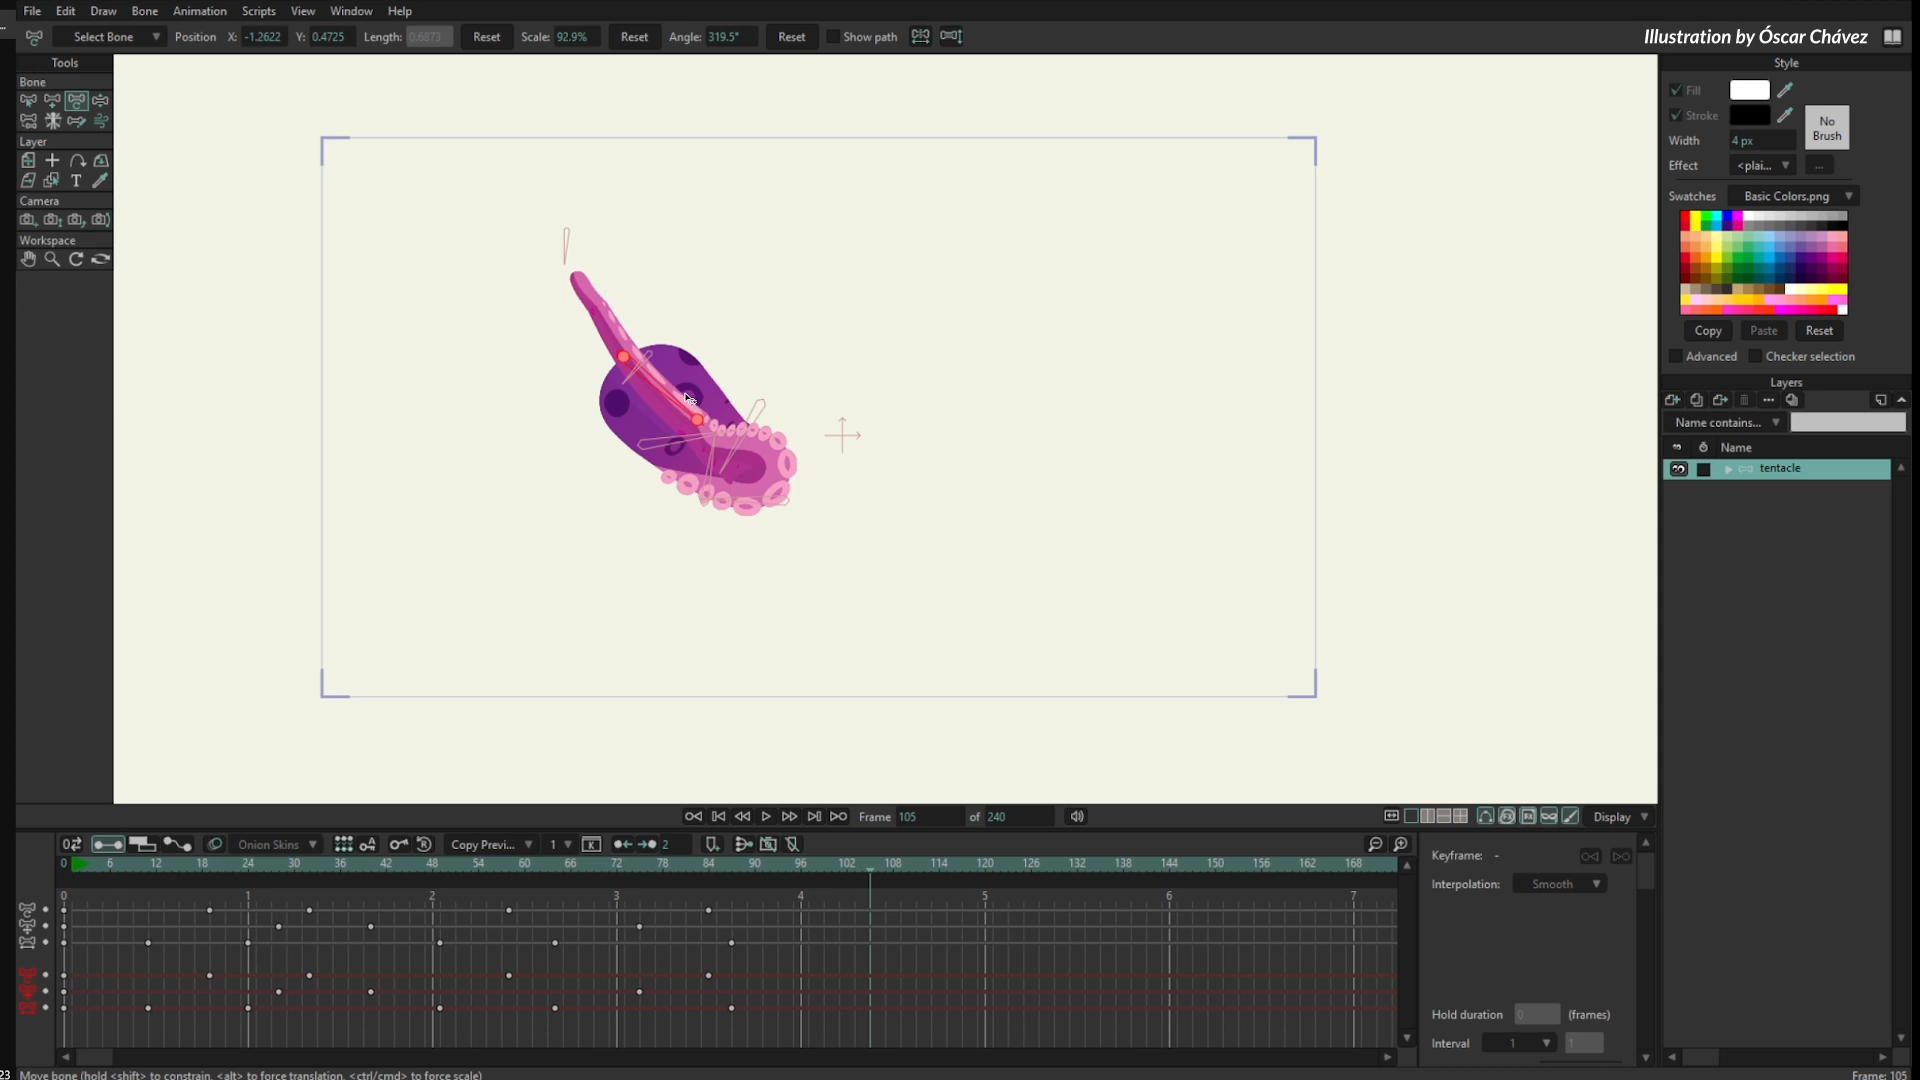 File Edit Draw Bone Animation Scripts View Window Help
Select Bone Position X: -1.2622 Y: 0.4725 Length: 0.6873 Reset Scale: 92.9% Reset Angle: 319.5° Reset Show path
Illustration by Óscar Chávez
Tools
Bone
Layer
Camera
Workspace
Style
Fill
Stroke
No Brush
Width 4 px
Effect <plai... ...
Swatches Basic Colors.png
Copy Paste Reset
Advanced Checker selection
Layers
Name contains...
Name
tentacle
Frame 105 of 240
Display
Onion Skins Copy Previ... 1 2
0 6 12 18 24 30 36 42 48 54 60 66 72 78 84 90 96 102 108 114 120 126 132 138 144 150 156 162 168
0 1 2 3 4 5 6 7
Keyframe: -
Interpolation: Smooth
Hold duration 0 (frames)
Interval 1 1
23 Move bone (hold <shift> to constrain, <alt> to force translation, <ctrl/cmd> to force scale)
Frame: 105